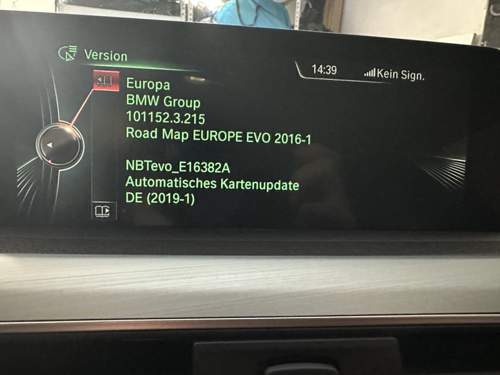 Version
14:39
Kein Sign.
Europa
BMW Group
101152.3.215
Road Map EUROPE EVO 2016-1
NBTevo_E16382A
Automatisches Kartenupdate
DE (2019-1)